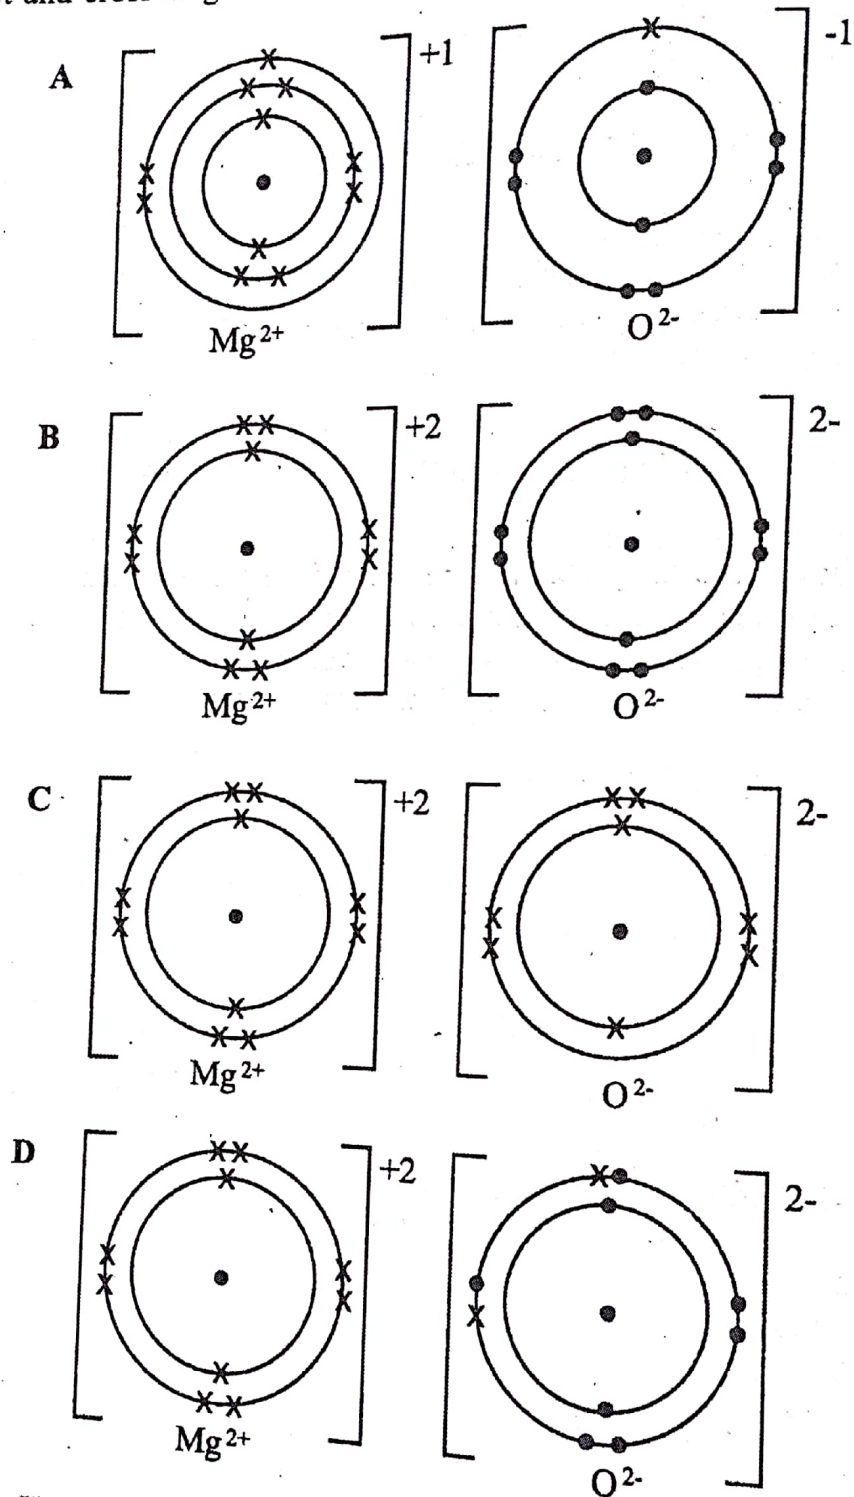 A +1 -1
Mg²⁺ O²⁻
B +2 2-
Mg²⁺ O²⁻
C +2 2-
Mg²⁺ O²⁻
D +2 2-
Mg²⁺ O²⁻